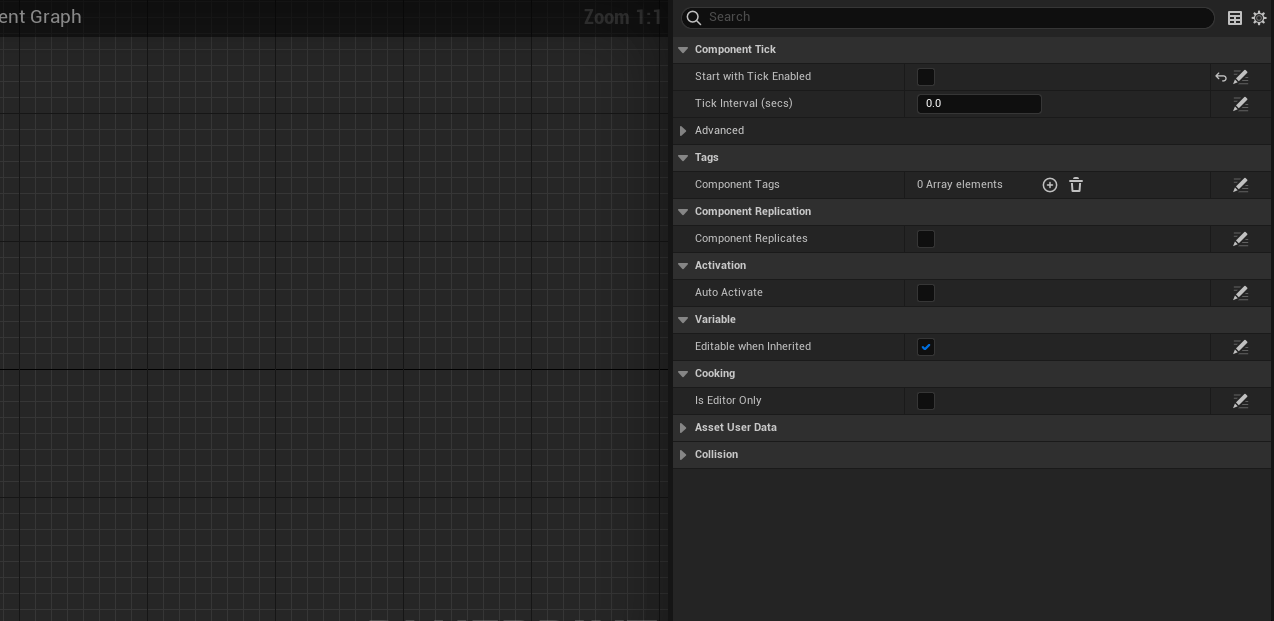 ent Graph
Zoom 1:1
Search
Component Tick
Start with Tick Enabled
Tick Interval (secs)
0.0
Advanced
Tags
Component Tags
0 Array elements
Component Replication
Component Replicates
Activation
Auto Activate
Variable
Editable when Inherited
Cooking
Is Editor Only
Asset User Data
Collision